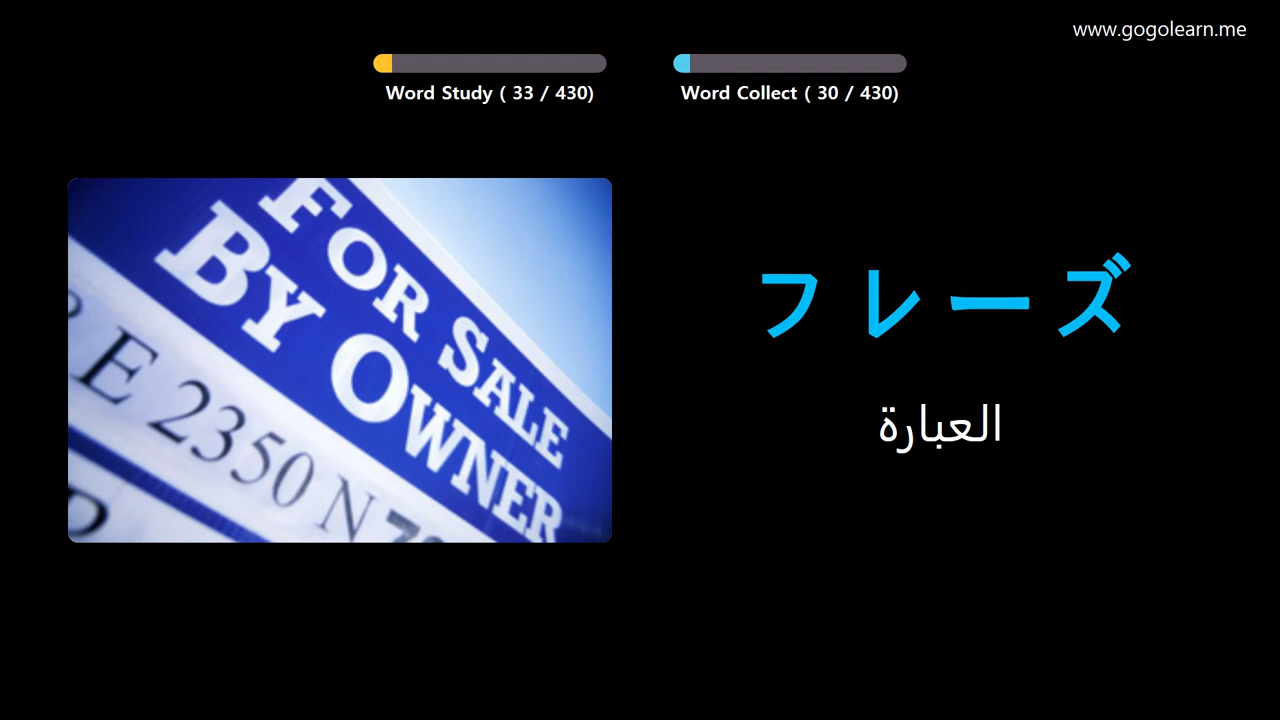 www.gogolearn.me
Word Study ( 33 / 430)
Word Collect ( 30 / 430)
FOR SALE
BY OWNER
E 2350 N
フレーズ
العبارة